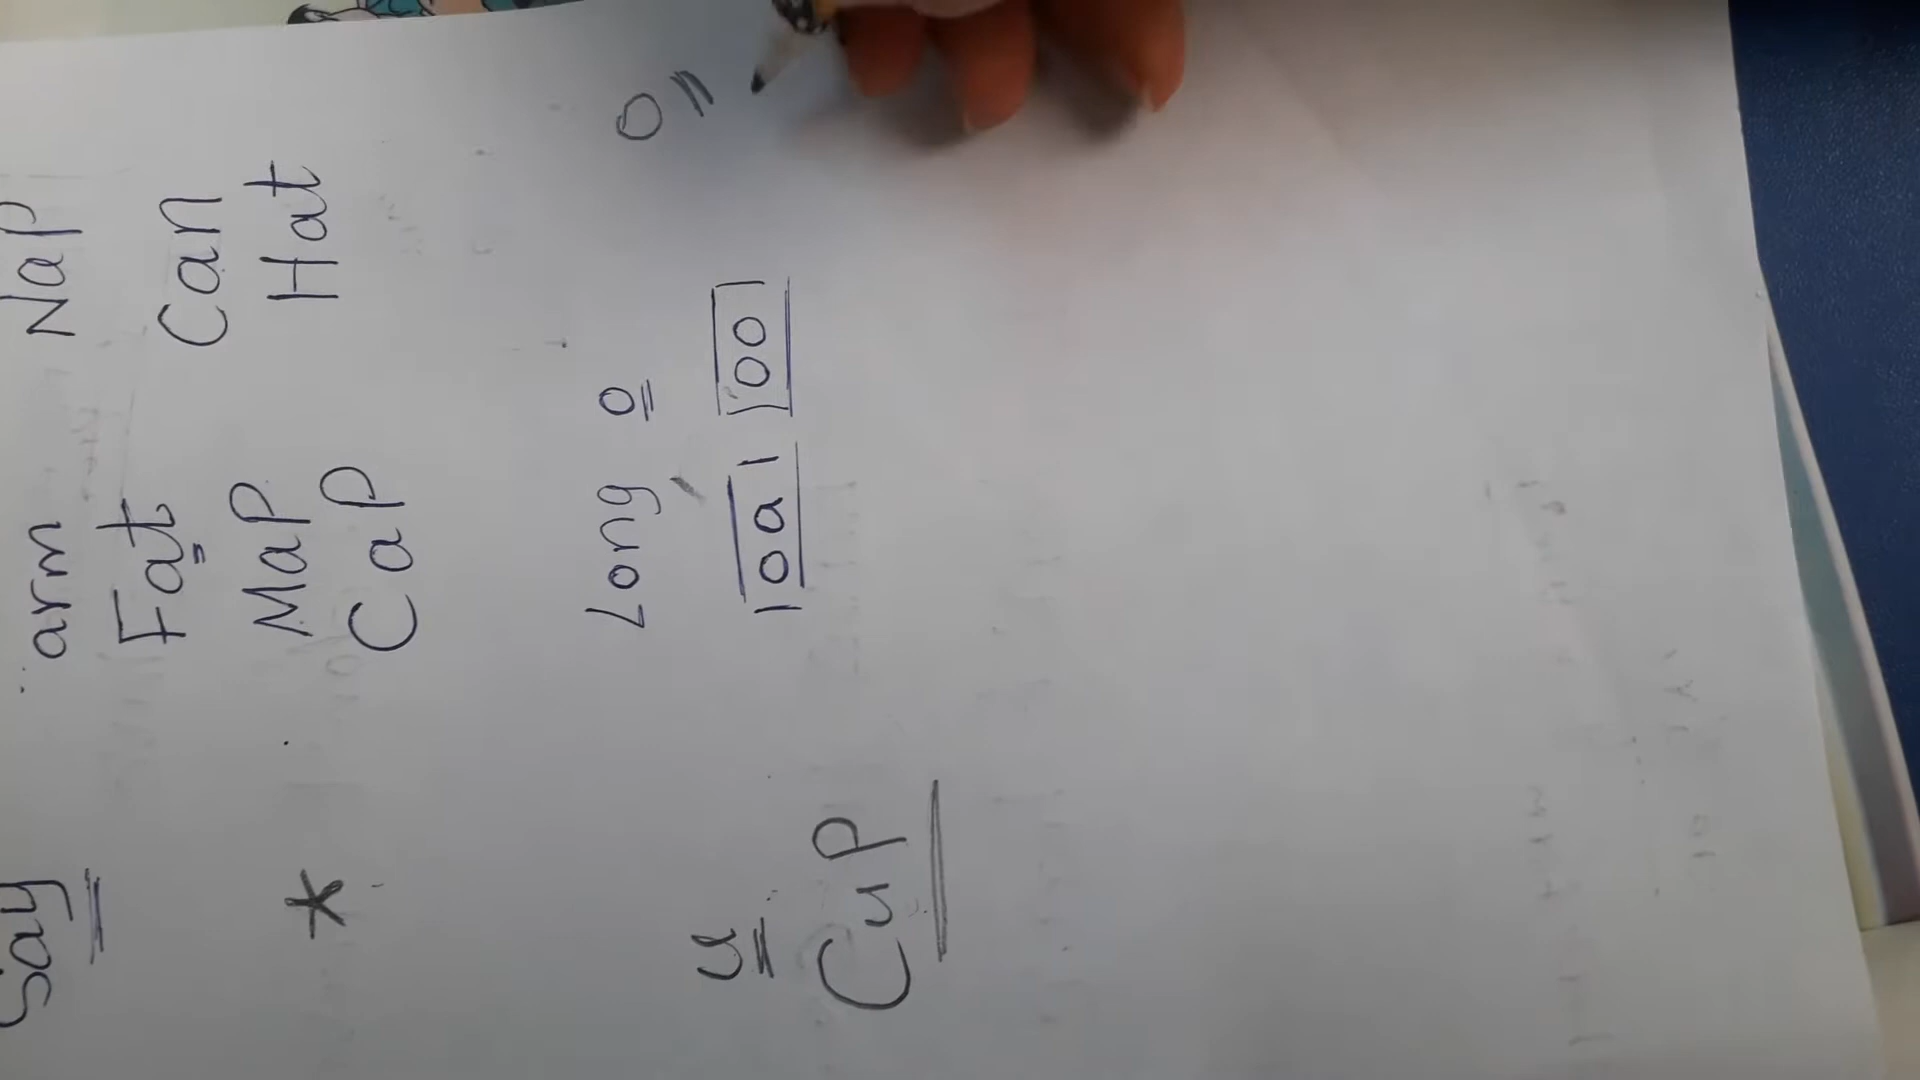 Say arm Nap
Fat Can
* Map Hat
Cap
Long o o
u oa oo
Cup